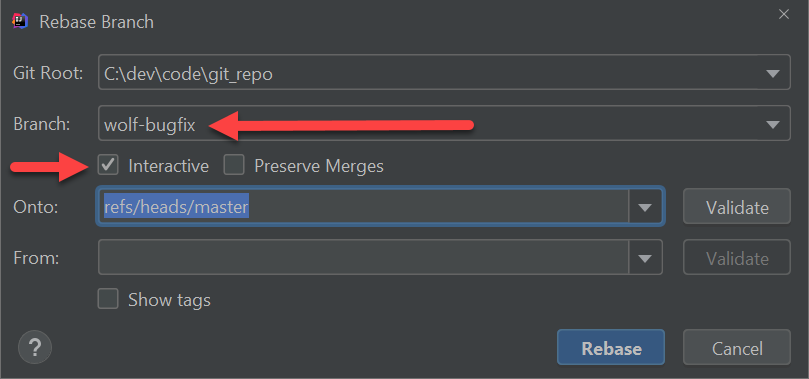 Rebase Branch
Git Root: C:\dev\code\git_repo
Branch: wolf-bugfix
Interactive Preserve Merges
Onto: refs/heads/master Validate
From: Validate
Show tags
? Rebase Cancel